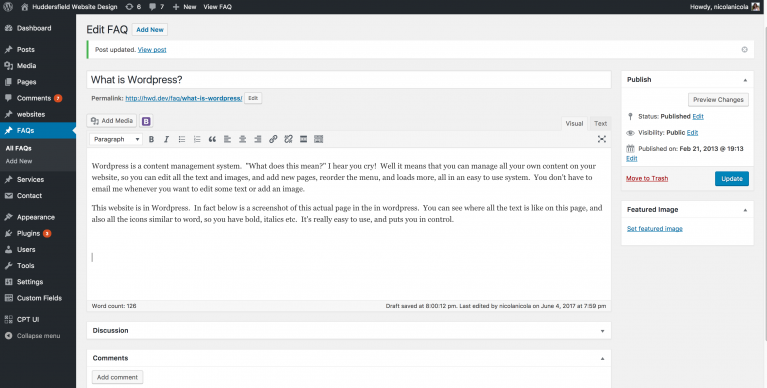 Huddersfield Website Design 6 7 New View FAQ Howdy, nicolanicola
Dashboard
Posts
Media
Pages
Comments 7
websites
FAQs
All FAQs
Add New
Services
Contact
Appearance
Plugins 3
Users
Tools
Settings
Custom Fields
CPT UI
Collapse menu
Edit FAQ Add New
Post updated. View post
What is Wordpress?
Permalink: http://hwd.dev/faq/what-is-wordpress/ Edit
Add Media B
Visual Text
Paragraph B I
Wordpress is a content management system. "What does this mean?" I hear you cry! Well it means that you can manage all your own content on your
website, so you can edit all the text and images, and add new pages, reorder the menu, and loads more, all in an easy to use system. You don't have to
email me whenever you want to edit some text or add an image.
This website is in Wordpress. In fact below is a screenshot of this actual page in the in wordpress. You can see where all the text is like on this page, and
also all the icons similar to word, so you have bold, italics etc. It's really easy to use, and puts you in control.
Word count: 126 Draft saved at 8:00:12 pm. Last edited by nicolanicola on June 4, 2017 at 7:59 pm
Discussion
Comments
Add comment
Publish
Preview Changes
Status: Published Edit
Visibility: Public Edit
Published on: Feb 21, 2013 @ 19:13
Edit
Move to Trash Update
Featured Image
Set featured image